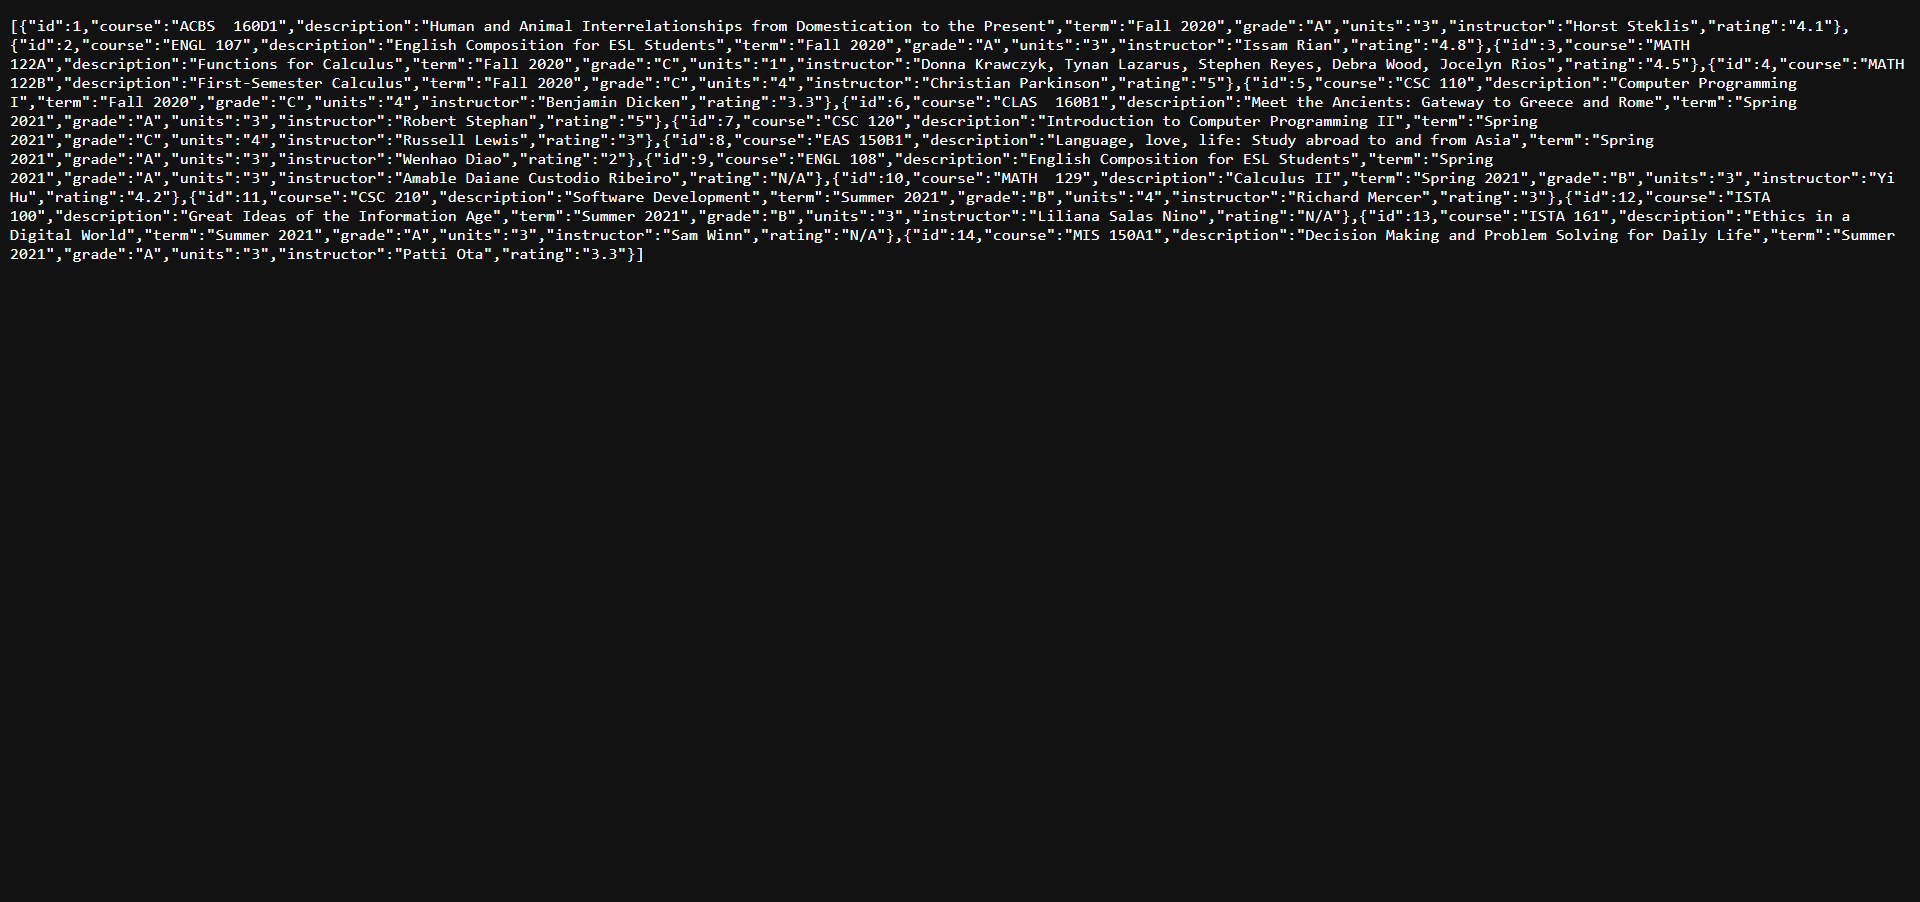 [{"id":1,"course":"ACBS  160D1","description":"Human and Animal Interrelationships from Domestication to the Present","term":"Fall 2020","grade":"A","units":"3","instructor":"Horst Steklis","rating":"4.1"},
{"id":2,"course":"ENGL 107","description":"English Composition for ESL Students","term":"Fall 2020","grade":"A","units":"3","instructor":"Issam Rian","rating":"4.8"},{"id":3,"course":"MATH
122A","description":"Functions for Calculus","term":"Fall 2020","grade":"C","units":"1","instructor":"Donna Krawczyk, Tynan Lazarus, Stephen Reyes, Debra Wood, Jocelyn Rios","rating":"4.5"},{"id":4,"course":"MATH
122B","description":"First-Semester Calculus","term":"Fall 2020","grade":"C","units":"4","instructor":"Christian Parkinson","rating":"5"},{"id":5,"course":"CSC 110","description":"Computer Programming
I","term":"Fall 2020","grade":"C","units":"4","instructor":"Benjamin Dicken","rating":"3.3"},{"id":6,"course":"CLAS  160B1","description":"Meet the Ancients: Gateway to Greece and Rome","term":"Spring
2021","grade":"A","units":"3","instructor":"Robert Stephan","rating":"5"},{"id":7,"course":"CSC 120","description":"Introduction to Computer Programming II","term":"Spring
2021","grade":"C","units":"4","instructor":"Russell Lewis","rating":"3"},{"id":8,"course":"EAS 150B1","description":"Language, love, life: Study abroad to and from Asia","term":"Spring
2021","grade":"A","units":"3","instructor":"Wenhao Diao","rating":"2"},{"id":9,"course":"ENGL 108","description":"English Composition for ESL Students","term":"Spring
2021","grade":"A","units":"3","instructor":"Amable Daiane Custodio Ribeiro","rating":"N/A"},{"id":10,"course":"MATH  129","description":"Calculus II","term":"Spring 2021","grade":"B","units":"3","instructor":"Yi
Hu","rating":"4.2"},{"id":11,"course":"CSC 210","description":"Software Development","term":"Summer 2021","grade":"B","units":"4","instructor":"Richard Mercer","rating":"3"},{"id":12,"course":"ISTA
100","description":"Great Ideas of the Information Age","term":"Summer 2021","grade":"B","units":"3","instructor":"Liliana Salas Nino","rating":"N/A"},{"id":13,"course":"ISTA 161","description":"Ethics in a
Digital World","term":"Summer 2021","grade":"A","units":"3","instructor":"Sam Winn","rating":"N/A"},{"id":14,"course":"MIS 150A1","description":"Decision Making and Problem Solving for Daily Life","term":"Summer
2021","grade":"A","units":"3","instructor":"Patti Ota","rating":"3.3"}]